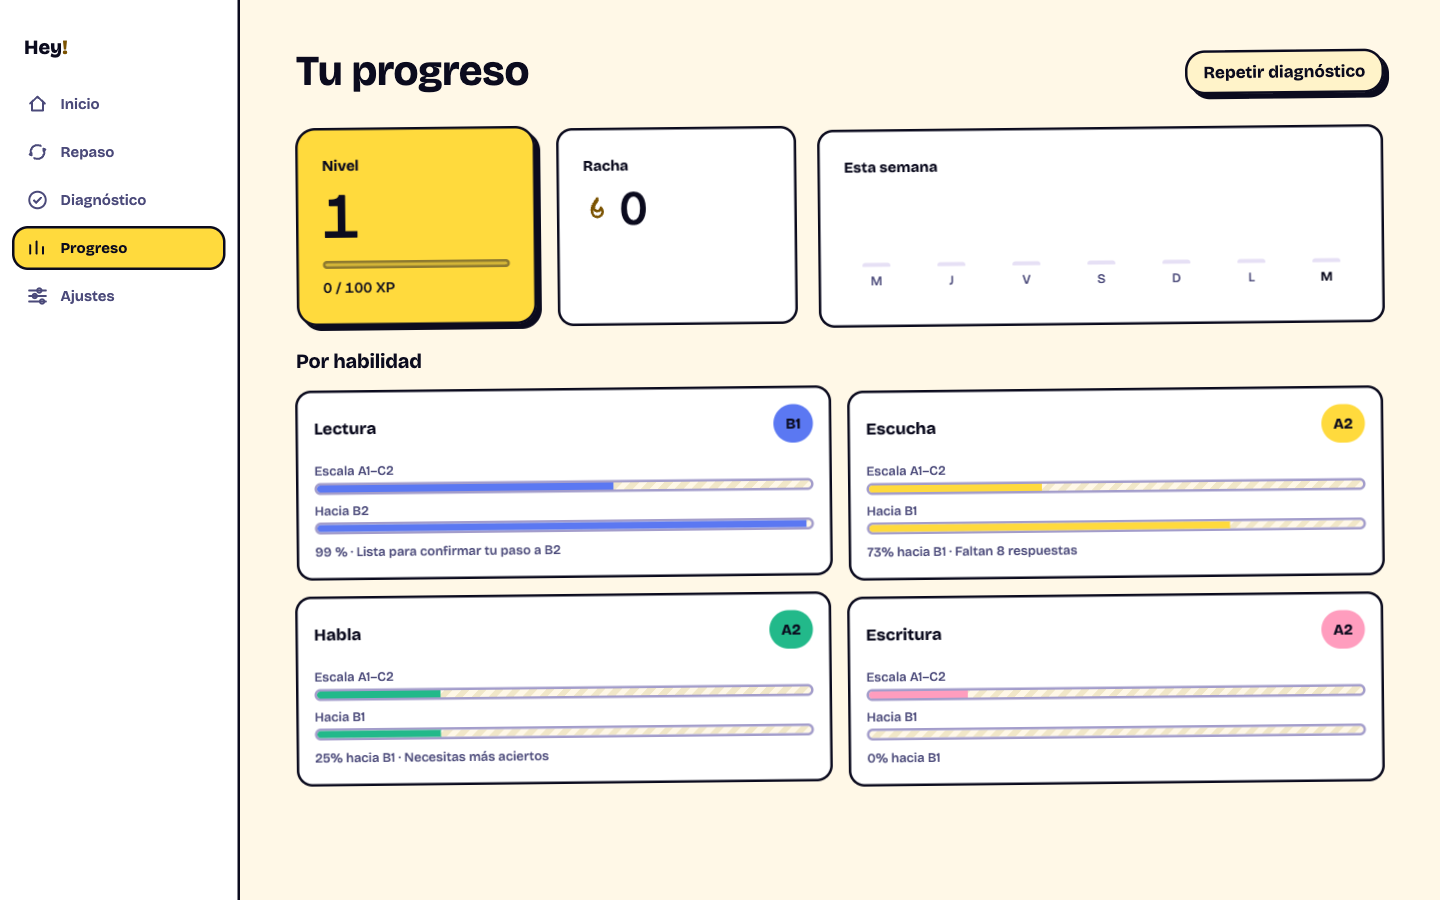 Hey!
Inicio
Repaso
Diagnóstico
Progreso
Ajustes
Tu progreso
Repetir diagnóstico
Nivel
1
0 / 100 XP
Racha
0
Esta semana
M J V S D L M
Por habilidad
Lectura
B1
Escala A1–C2
Hacia B2
99 % · Lista para confirmar tu paso a B2
Escucha
A2
Escala A1–C2
Hacia B1
73% hacia B1 · Faltan 8 respuestas
Habla
A2
Escala A1–C2
Hacia B1
25% hacia B1 · Necesitas más aciertos
Escritura
A2
Escala A1–C2
Hacia B1
0% hacia B1